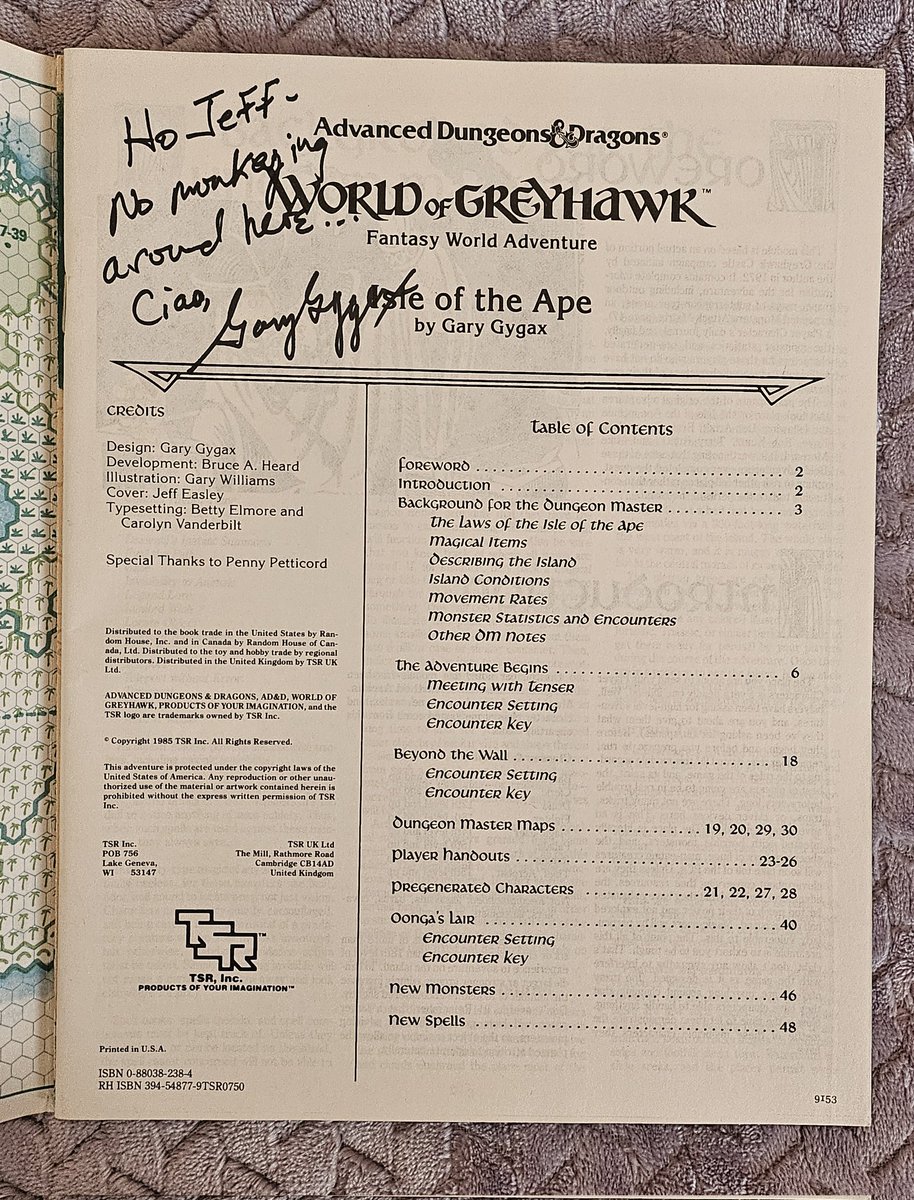 Ho Jeff-
No monkeying
around here...
Ciao,
Gary Gygax
Advanced Dungeons & Dragons®
WORLD OF GREYHAWK™
Fantasy World Adventure
Isle of the Ape
by Gary Gygax
7-39
CREDITS
Design: Gary Gygax
Development: Bruce A. Heard
Illustration: Gary Williams
Cover: Jeff Easley
Typesetting: Betty Elmore and
Carolyn Vanderbilt
Special Thanks to Penny Petticord
Distributed to the book trade in the United States by Ran-
dom House, Inc. and in Canada by Random House of Can-
ada, Ltd. Distributed to the toy and hobby trade by regional
distributors. Distributed in the United Kingdom by TSR UK
Ltd.
ADVANCED DUNGEONS & DRAGONS, AD&D, WORLD OF
GREYHAWK, PRODUCTS OF YOUR IMAGINATION, and the
TSR logo are trademarks owned by TSR Inc.
© Copyright 1985 TSR Inc. All Rights Reserved.
This adventure is protected under the copyright laws of the
United States of America. Any reproduction or other unau-
thorized use of the material or artwork contained herein is
prohibited without the express written permission of TSR
Inc.
TSR Inc.
POB 756
Lake Geneva,
WI 53147
TSR UK Ltd
The Mill, Rathmore Road
Cambridge CB14AD
United Kindgom
TSR™
TSR, Inc.
PRODUCTS OF YOUR IMAGINATION™
Printed in U.S.A.
ISBN 0-88038-238-4
RH ISBN 394-54877-9TSR0750
Table of Contents
Foreword . . . . . . . . . . 2
Introduction . . . . . . . . . . 2
Background for the Dungeon Master . . . . . . . . . . 3
The Laws of the Isle of the Ape
Magical Items
Describing the Island
Island Conditions
Movement Rates
Monster Statistics and Encounters
Other DM Notes
The Adventure Begins . . . . . . . . . . 6
Meeting with Tenser
Encounter Setting
Encounter Key
Beyond the Wall . . . . . . . . . . 18
Encounter Setting
Encounter Key
Dungeon Master Maps . . . . . . . . . . 19, 20, 29, 30
Player Handouts . . . . . . . . . . 23-26
Pregenerated Characters . . . . . . . . . . 21, 22, 27, 28
Oonga's Lair . . . . . . . . . . 40
Encounter Setting
Encounter Key
New Monsters . . . . . . . . . . 46
New Spells . . . . . . . . . . 48
9153